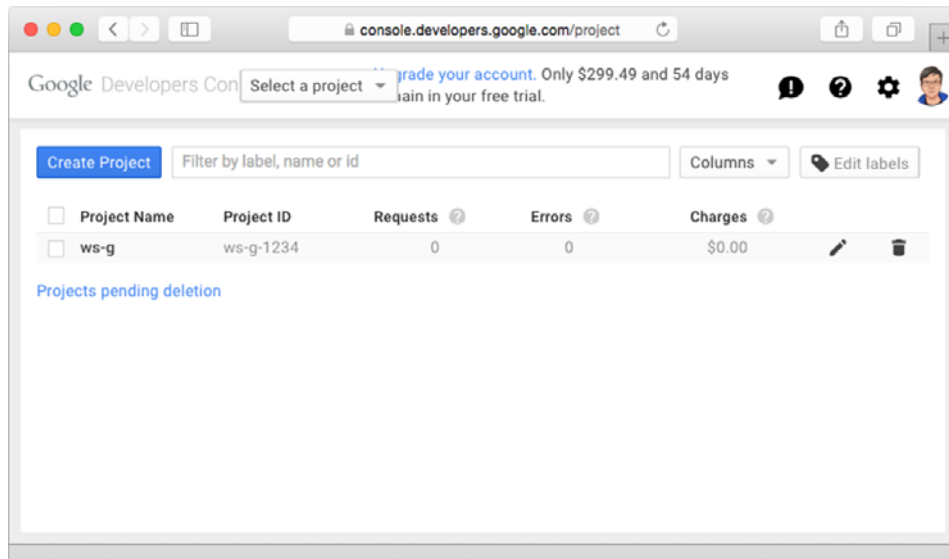 console.developers.google.com/project
Google Developers Con Select a project grade your account. Only $299.49 and 54 days
ain in your free trial.
Create Project Filter by label, name or id Columns Edit labels
Project Name Project ID Requests Errors Charges
ws-g ws-g-1234 0 0 $0.00
Projects pending deletion